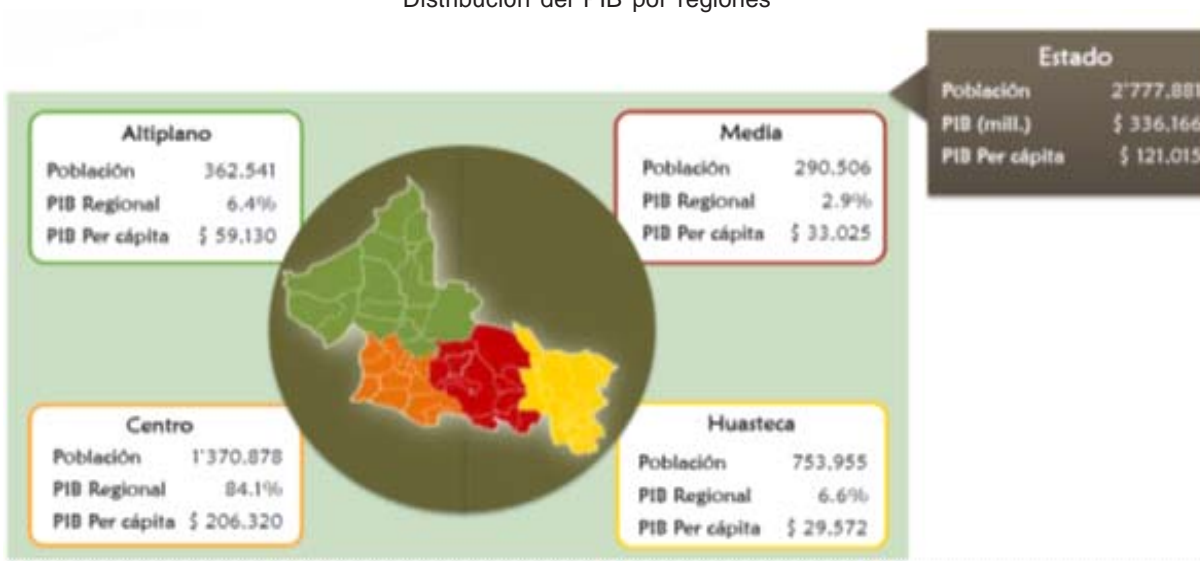 Distribución del PIB por regiones
Estado
Población 2'777,881
PIB (mill.) $ 336,166
PIB Per cápita $ 121,015
Altiplano
Población 362,541
PIB Regional 6.4%
PIB Per cápita $ 59,130
Media
Población 290,506
PIB Regional 2.9%
PIB Per cápita $ 33,025
Centro
Población 1'370,878
PIB Regional 84.1%
PIB Per cápita $ 206,320
Huasteca
Población 753,955
PIB Regional 6.6%
PIB Per cápita $ 29,572